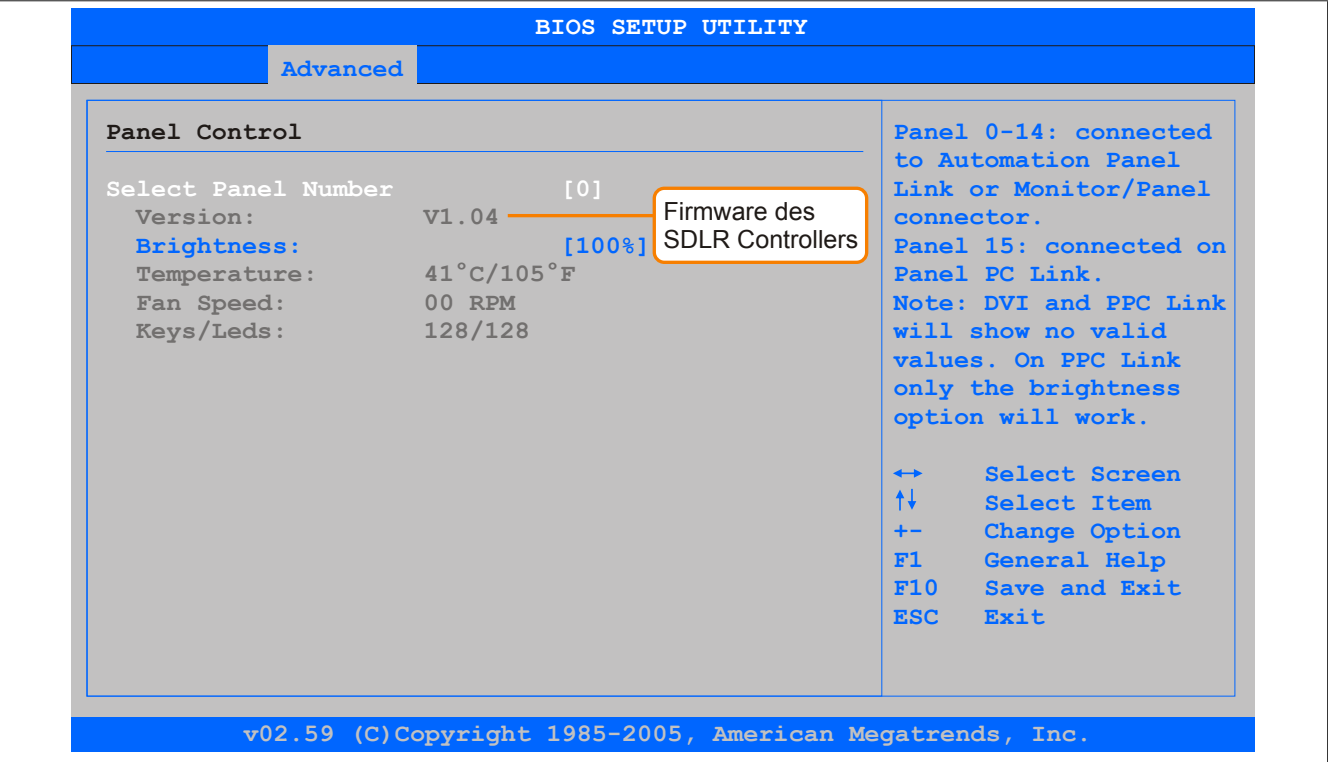 BIOS SETUP UTILITY
Advanced
Panel Control
Select Panel Number [0]
Version: V1.04
Firmware des
SDLR Controllers
Brightness: [100%]
Temperature: 41°C/105°F
Fan Speed: 00 RPM
Keys/Leds: 128/128
Panel 0-14: connected
to Automation Panel
Link or Monitor/Panel
connector.
Panel 15: connected on
Panel PC Link.
Note: DVI and PPC Link
will show no valid
values. On PPC Link
only the brightness
option will work.
↔ Select Screen
↑↓ Select Item
+- Change Option
F1 General Help
F10 Save and Exit
ESC Exit
v02.59 (C)Copyright 1985-2005, American Megatrends, Inc.